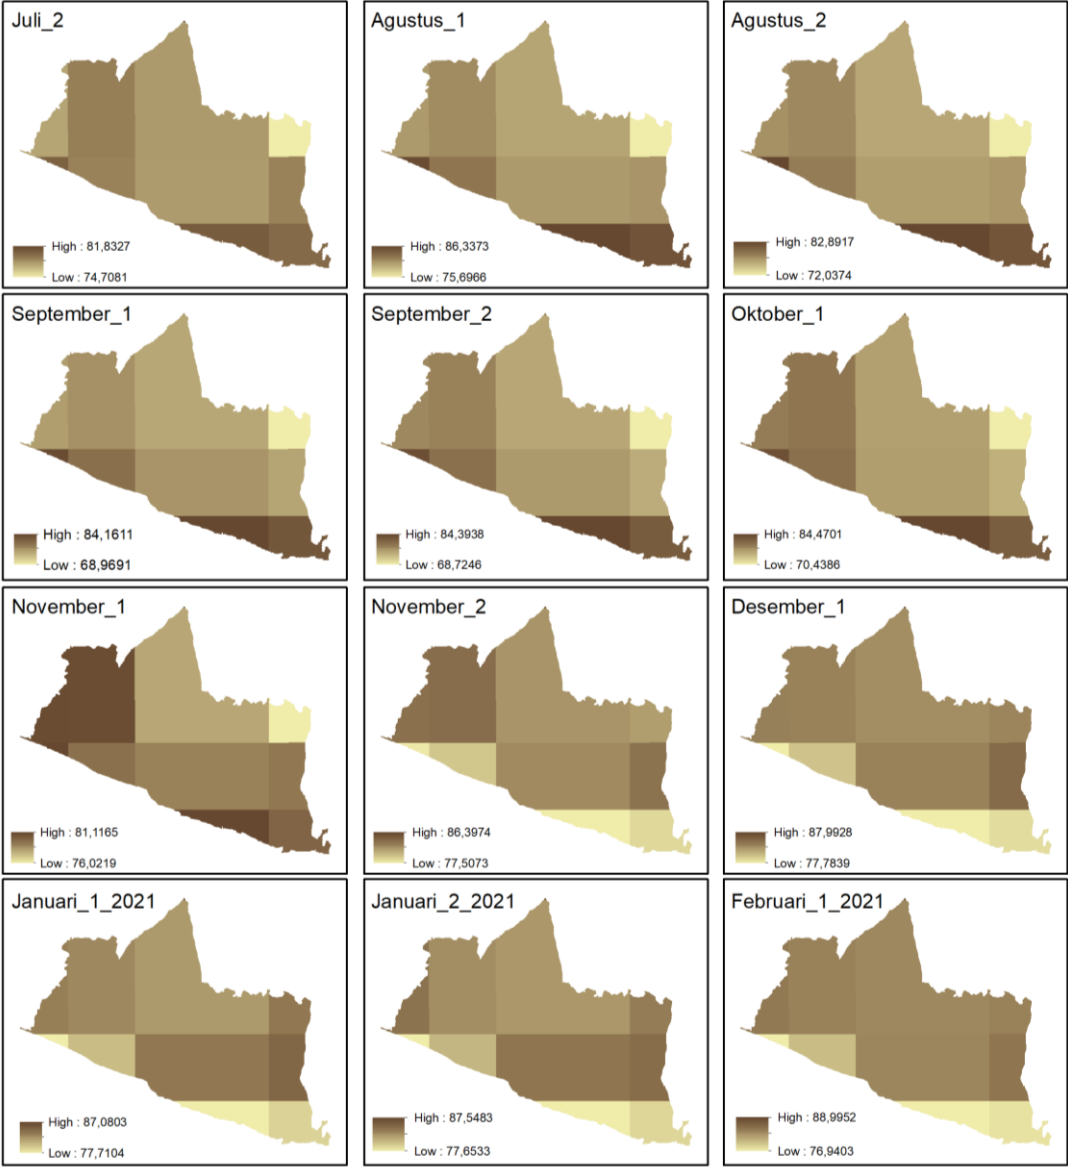 Juli_2
High : 81,8327
Low : 74,7081
Agustus_1
High : 86,3373
Low : 75,6966
Agustus_2
High : 82,8917
Low : 72,0374
September_1
High : 84,1611
Low : 68,9691
September_2
High : 84,3938
Low : 68,7246
Oktober_1
High : 84,4701
Low : 70,4386
November_1
High : 81,1165
Low : 76,0219
November_2
High : 86,3974
Low : 77,5073
Desember_1
High : 87,9928
Low : 77,7839
Januari_1_2021
High : 87,0803
Low : 77,7104
Januari_2_2021
High : 87,5483
Low : 77,6533
Februari_1_2021
High : 88,9952
Low : 76,9403